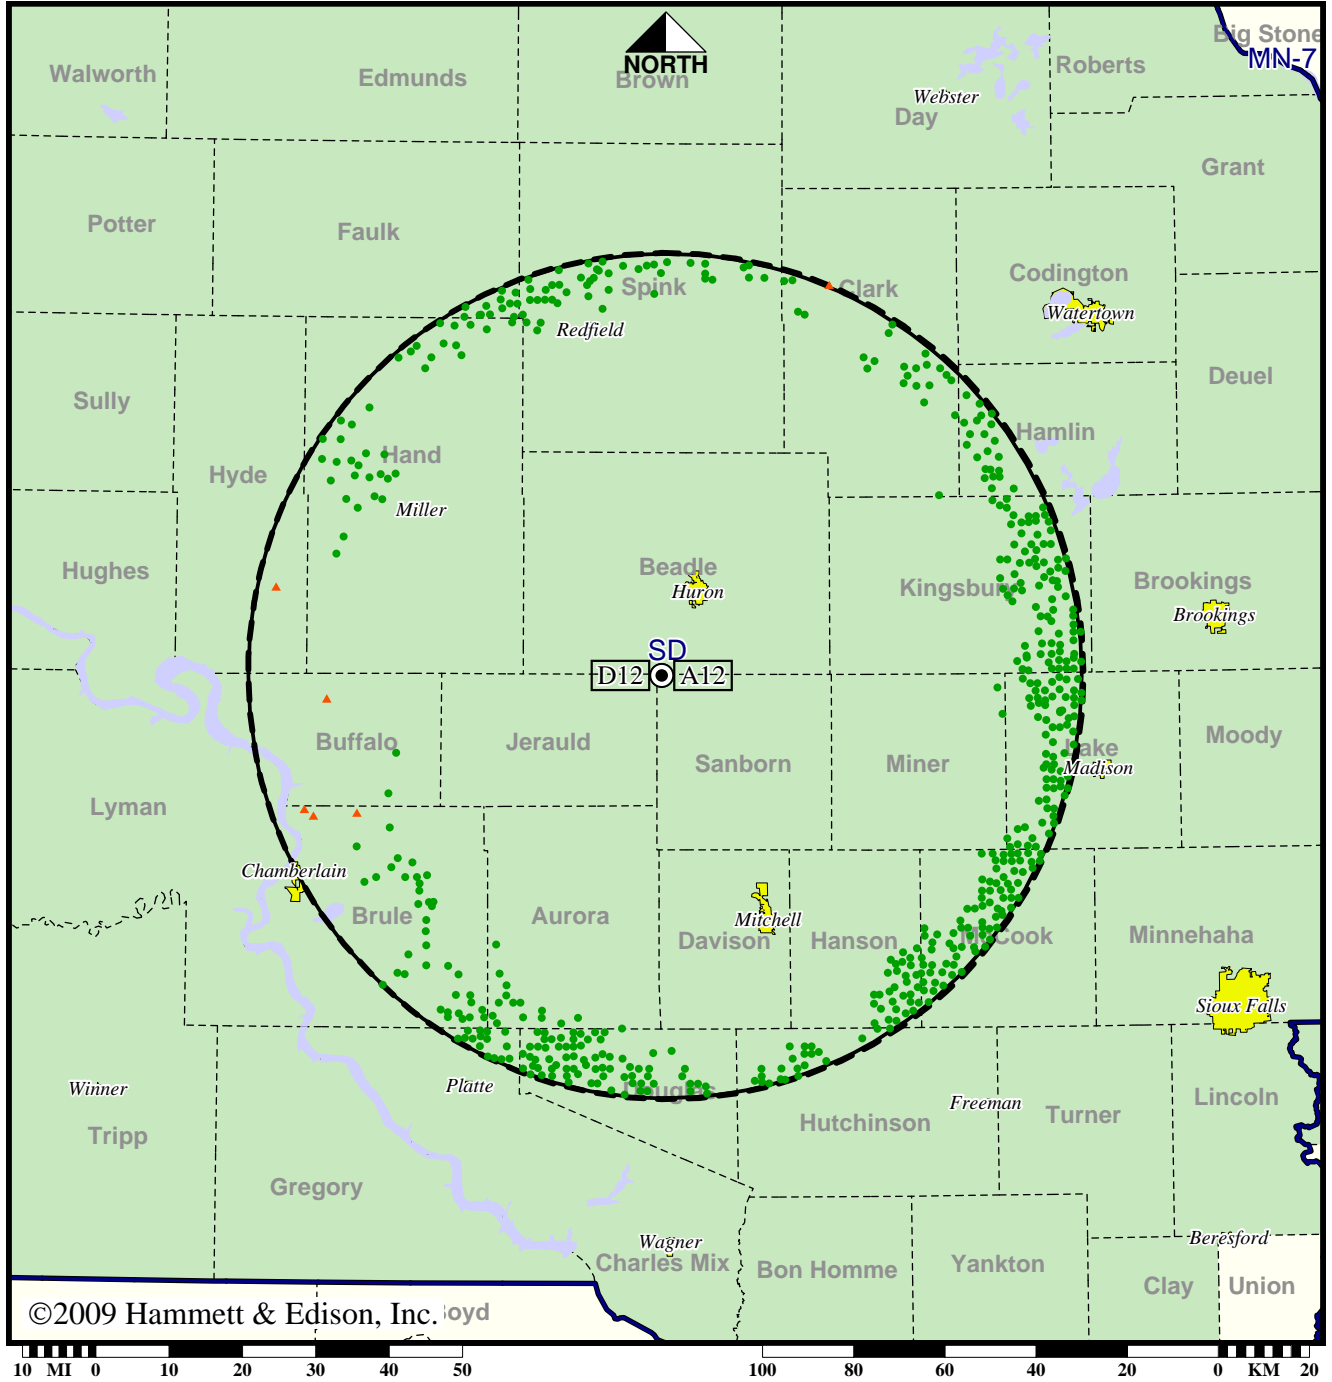 Big Stone
MN-7
NORTH
Walworth
Edmunds
Brown
Roberts
Webster
Day
Grant
Potter
Faulk
Codington
Spink
Clark
Watertown
Redfield
Deuel
Sully
Hamlin
Hand
Hyde
Miller
Hughes
Beadle
Huron
Kingsbury
Brookings
Brookings
SD
D12 A12
Buffalo
Jerauld
Sanborn
Miner
Lake
Madison
Moody
Lyman
Chamberlain
Brule
Aurora
Mitchell
Davison
Hanson
McCook
Minnehaha
Sioux Falls
Winner
Platte
Douglas
Freeman
Lincoln
Tripp
Hutchinson
Turner
Gregory
Wagner
Charles Mix
Bon Homme
Yankton
Beresford
Clay
Union
©2009 Hammett & Edison, Inc.
oyd
10 MI 0 10 20 30 40 50 100 80 60 40 20 0 KM 20